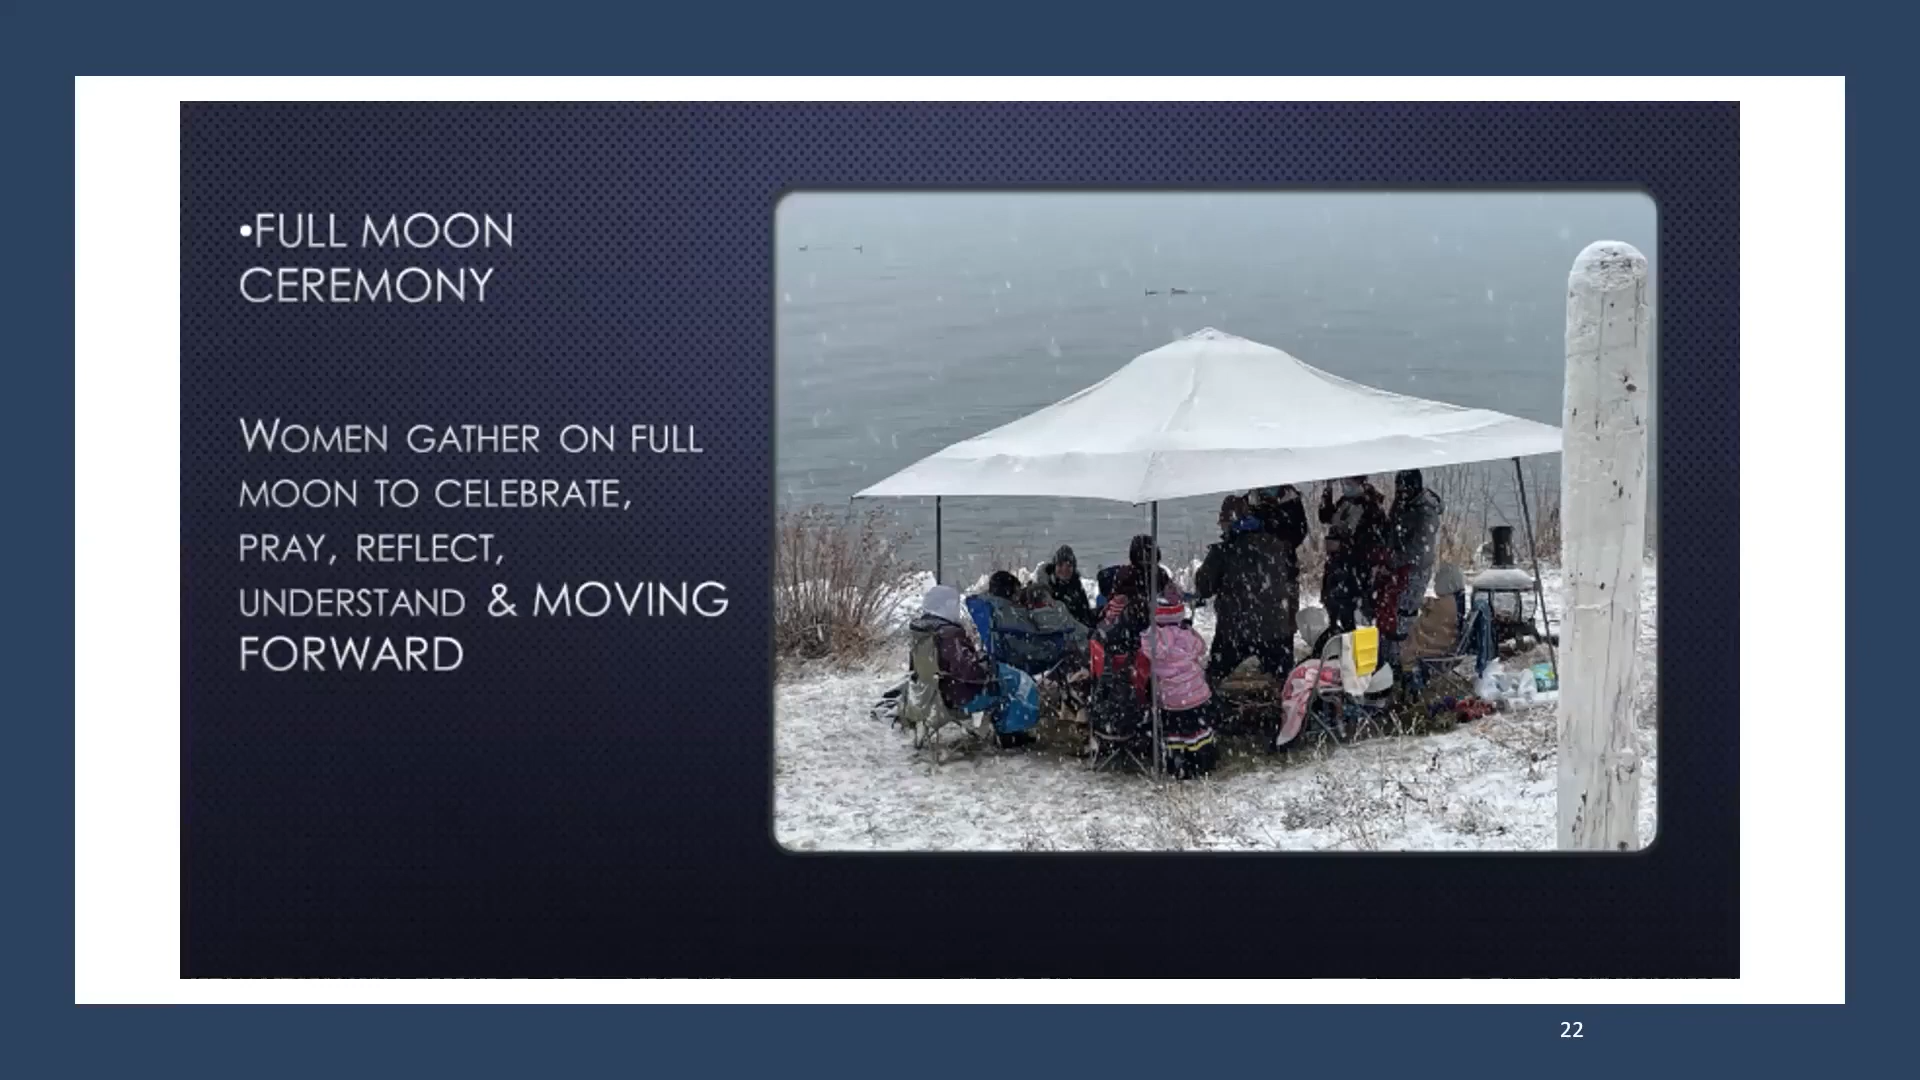 •FULL MOON
CEREMONY
WOMEN GATHER ON FULL
MOON TO CELEBRATE,
PRAY, REFLECT,
UNDERSTAND & MOVING
FORWARD
22